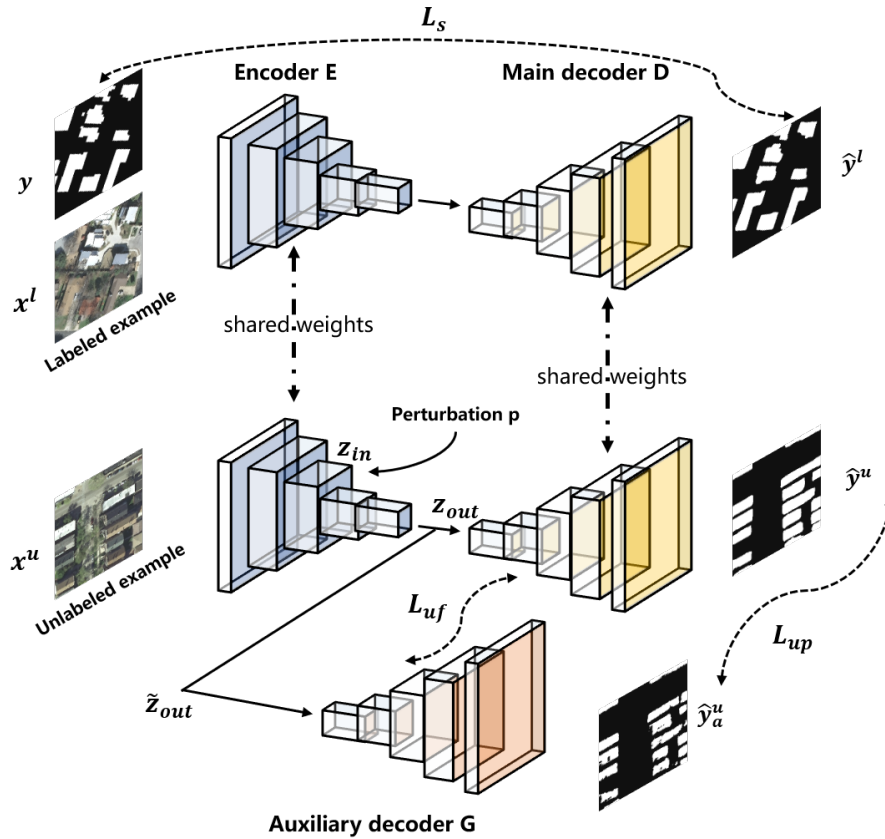 L_s
Encoder E
Main decoder D
y
ŷ^l
x^l
Labeled example
shared weights
shared weights
Perturbation p
z_in
z_out
ŷ^u
x^u
Unlabeled example
L_uf
L_up
z̃_out
ŷ_a^u
Auxiliary decoder G